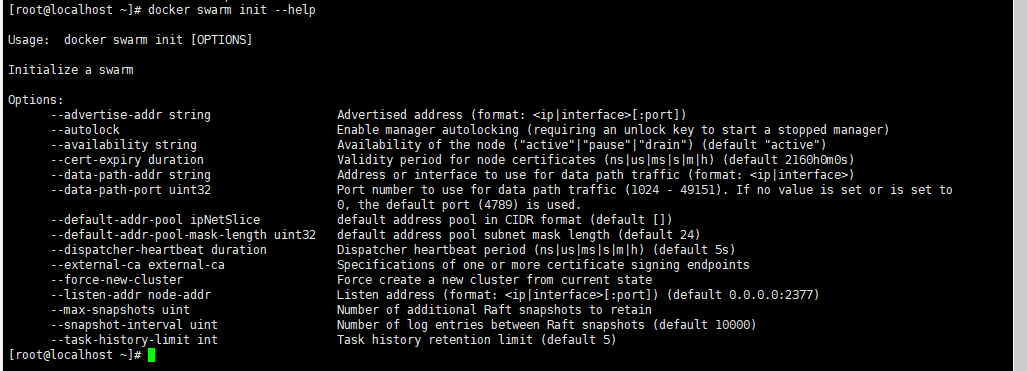 [root@localhost ~]# docker swarm init --help
Usage:  docker swarm init [OPTIONS]
Initialize a swarm
Options:
      --advertise-addr string                  Advertised address (format: <ip|interface>[:port])
      --autolock                               Enable manager autolocking (requiring an unlock key to start a stopped manager)
      --availability string                    Availability of the node ("active"|"pause"|"drain") (default "active")
      --cert-expiry duration                   Validity period for node certificates (ns|us|ms|s|m|h) (default 2160h0m0s)
      --data-path-addr string                  Address or interface to use for data path traffic (format: <ip|interface>)
      --data-path-port uint32                  Port number to use for data path traffic (1024 - 49151). If no value is set or is set to
                                               0, the default port (4789) is used.
      --default-addr-pool ipNetSlice           default address pool in CIDR format (default [])
      --default-addr-pool-mask-length uint32   default address pool subnet mask length (default 24)
      --dispatcher-heartbeat duration          Dispatcher heartbeat period (ns|us|ms|s|m|h) (default 5s)
      --external-ca external-ca                Specifications of one or more certificate signing endpoints
      --force-new-cluster                      Force create a new cluster from current state
      --listen-addr node-addr                  Listen address (format: <ip|interface>[:port]) (default 0.0.0.0:2377)
      --max-snapshots uint                     Number of additional Raft snapshots to retain
      --snapshot-interval uint                 Number of log entries between Raft snapshots (default 10000)
      --task-history-limit int                 Task history retention limit (default 5)
[root@localhost ~]#